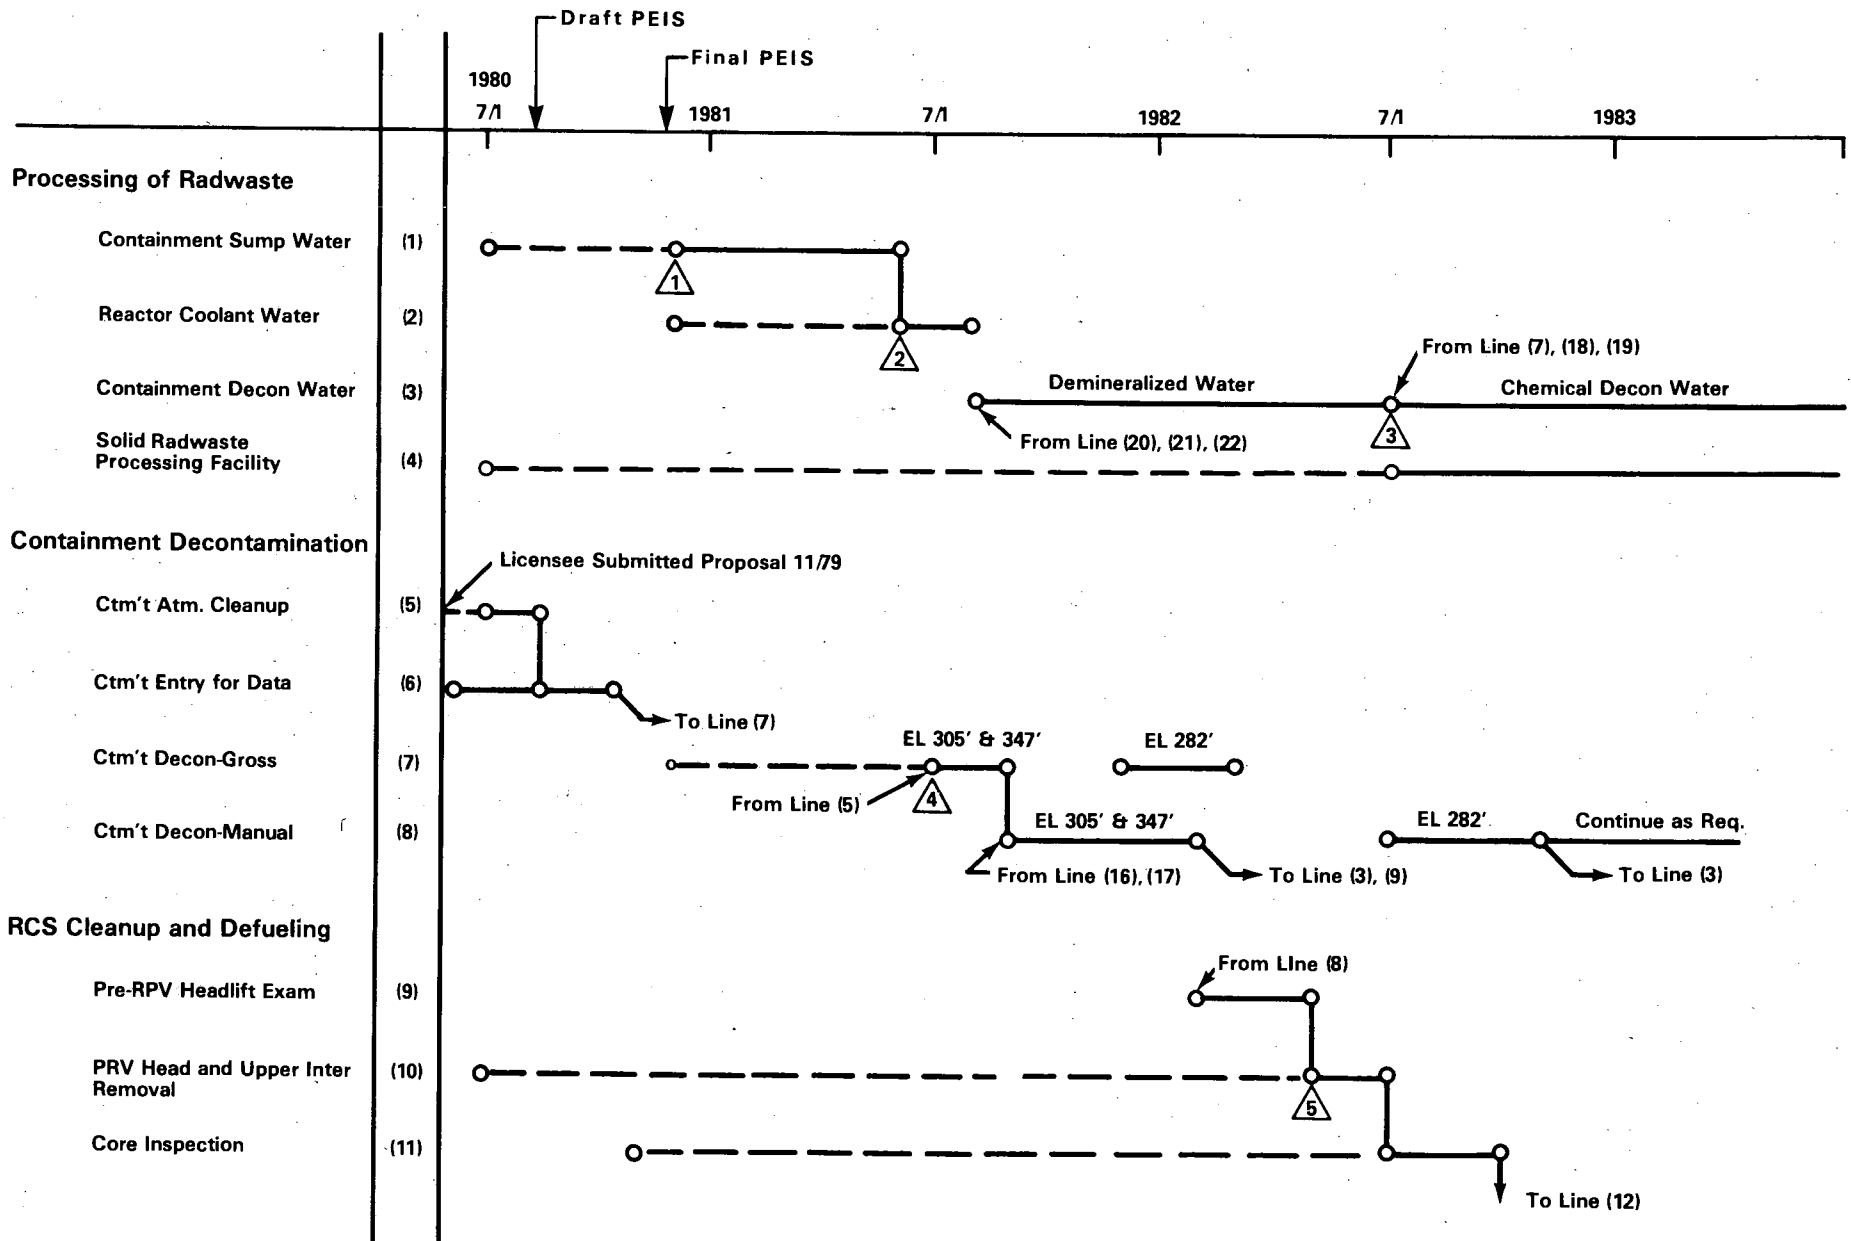 Draft PEIS
Final PEIS
1980
7/1
1981
7/1
1982
7/1
1983
Processing of Radwaste
Containment Sump Water (1)
1
Reactor Coolant Water (2)
2
From Line (7), (18), (19)
Containment Decon Water (3)
Demineralized Water
Chemical Decon Water
3
From Line (20), (21), (22)
Solid Radwaste
Processing Facility (4)
Containment Decontamination
Licensee Submitted Proposal 11/79
Ctm't Atm. Cleanup (5)
Ctm't Entry for Data (6)
To Line (7)
EL 305' & 347'
EL 282'
Ctm't Decon-Gross (7)
From Line (5)
4
Ctm't Decon-Manual (8)
EL 305' & 347'
EL 282'
Continue as Req.
From Line (16), (17)
To Line (3), (9)
To Line (3)
RCS Cleanup and Defueling
From LIne (8)
Pre-RPV Headlift Exam (9)
PRV Head and Upper Inter
Removal
(10)
5
Core Inspection (11)
To Line (12)